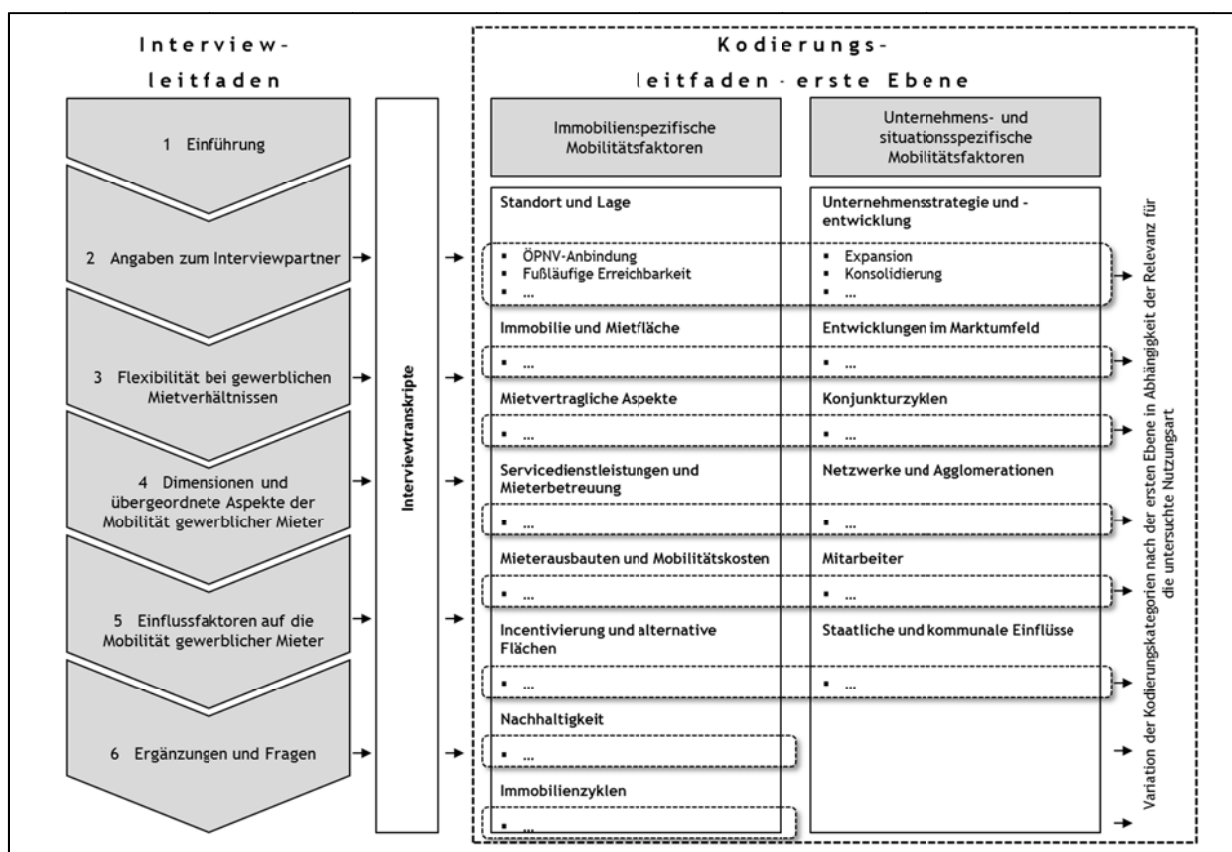 Interview-
leitfaden
1 Einführung
2 Angaben zum Interviewpartner
3 Flexibilität bei gewerblichen
Mietverhältnissen
4 Dimensionen und
übergeordnete Aspekte der
Mobilität gewerblicher Mieter
5 Einflussfaktoren auf die
Mobilität gewerblicher Mieter
6 Ergänzungen und Fragen
Interviewtranskripte
Kodierungs-
leitfaden - erste Ebene
Immobilienspezifische
Mobilitätsfaktoren
Standort und Lage
▪ ÖPNV-Anbindung
▪ Fußläufige Erreichbarkeit
▪ ...
Immobilie und Mietfläche
▪ ...
Mietvertragliche Aspekte
▪ ...
Servicedienstleistungen und
Mieterbetreuung
▪ ...
Mieterausbauten und Mobilitätskosten
▪ ...
Incentivierung und alternative
Flächen
▪ ...
Nachhaltigkeit
▪ ...
Immobilienzyklen
▪ ...
Unternehmens- und
situationsspezifische
Mobilitätsfaktoren
Unternehmensstrategie und -
entwicklung
▪ Expansion
▪ Konsolidierung
▪ ...
Entwicklungen im Marktumfeld
▪ ...
Konjunkturzyklen
▪ ...
Netzwerke und Agglomerationen
▪ ...
Mitarbeiter
▪ ...
Staatliche und kommunale Einflüsse
▪ ...
Variation der Kodierungskategorien nach der ersten Ebene in Abhängigkeit der Relevanz für
die untersuchte Nutzungsart